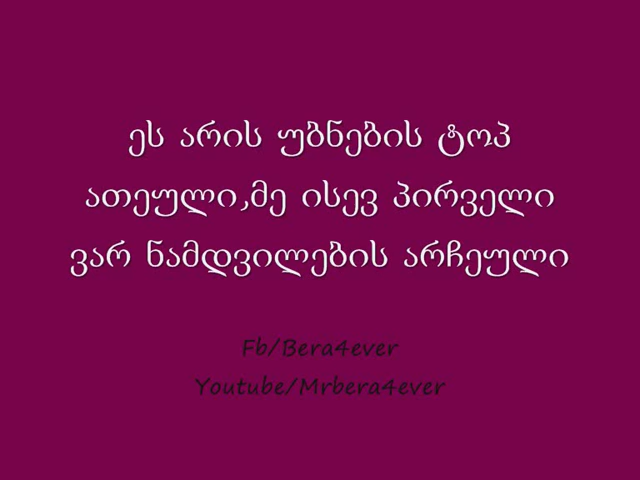 ეს არის უბნების ტოპ
ათეული,მე ისევ პირველი
ვარ ნამდვილების არჩეული
Fb/Bera4ever
Youtube/Mrbera4ever